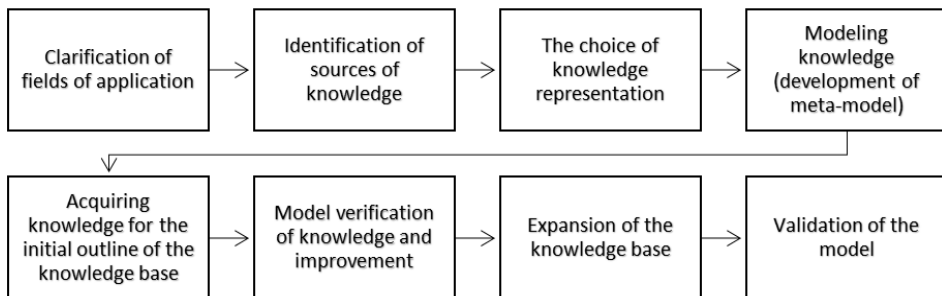 Clarification of
fields of application
Identification of
sources of
knowledge
The choice of
knowledge
representation
Modeling
knowledge
(development of
meta-model)
Acquiring
knowledge for the
initial outline of the
knowledge base
Model verification
of knowledge and
improvement
Expansion of the
knowledge base
Validation of the
model